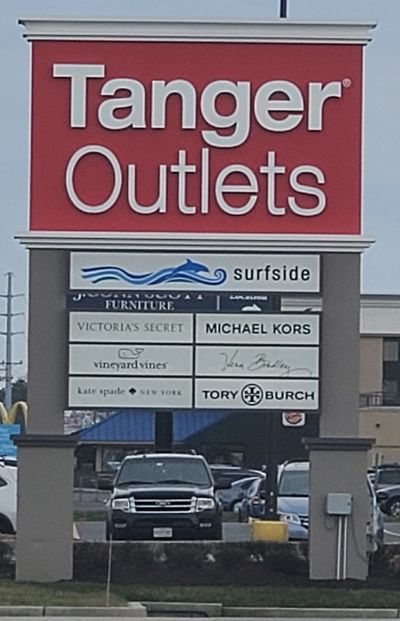 Tanger®
Outlets
surfside
FURNITURE
VICTORIA'S SECRET
MICHAEL KORS
vineyard vines
Vera Bradley
kate spade NEW YORK
TORY BURCH